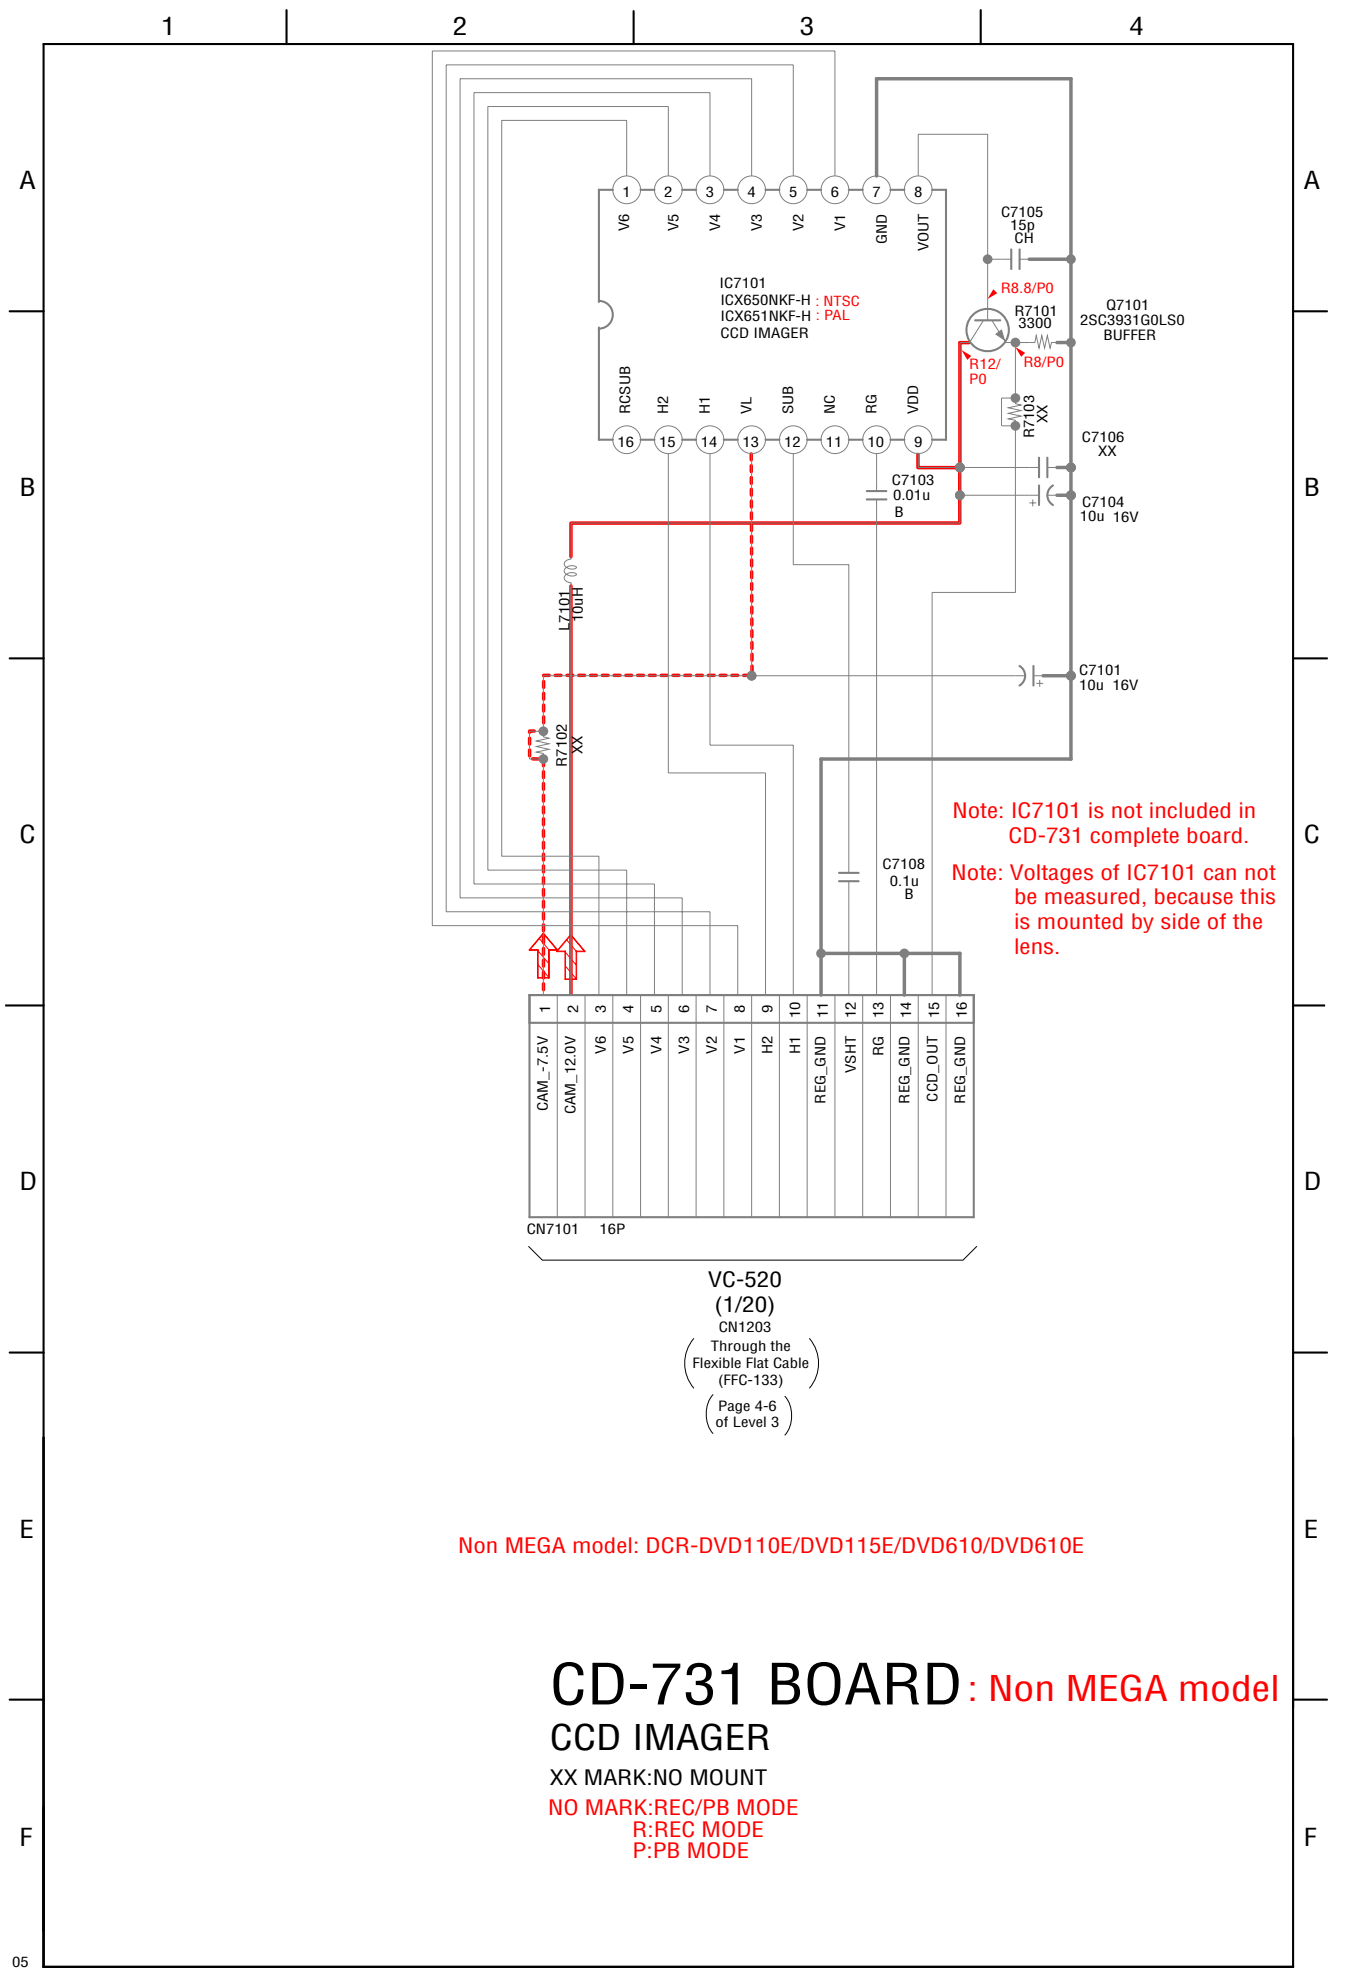 1 2 3 4
A A
B B
C C
D D
E E
F F
1 2 3 4 5 6 7 8
V6 V5 V4 V3 V2 V1 GND VOUT
IC7101
ICX650NKF-H : NTSC
ICX651NKF-H : PAL
CCD IMAGER
RCSUB H2 H1 VL SUB NC RG VDD
16 15 14 13 12 11 10 9
C7105
15p
CH
R8.8/P0
R7101
3300
Q7101
2SC3931G0LS0
BUFFER
R12/
P0
R8/P0
R7103
XX
C7106
XX
C7103
0.01u
B
+
C7104
10u 16V
L7101
10uH
C7101
10u 16V
+
R7102
XX
Note: IC7101 is not included in
CD-731 complete board.
Note: Voltages of IC7101 can not
be measured, because this
is mounted by side of the
lens.
C7108
0.1u
B
1 2 3 4 5 6 7 8 9 10 11 12 13 14 15 16
CAM_-7.5V
CAM_12.0V
V6
V5
V4
V3
V2
V1
H2
H1
REG_GND
VSHT
RG
REG_GND
CCD_OUT
REG_GND
CN7101 16P
VC-520
(1/20)
CN1203
Through the
Flexible Flat Cable
(FFC-133)
Page 4-6
of Level 3
Non MEGA model: DCR-DVD110E/DVD115E/DVD610/DVD610E
CD-731 BOARD : Non MEGA model
CCD IMAGER
XX MARK:NO MOUNT
NO MARK:REC/PB MODE
R:REC MODE
P:PB MODE
05